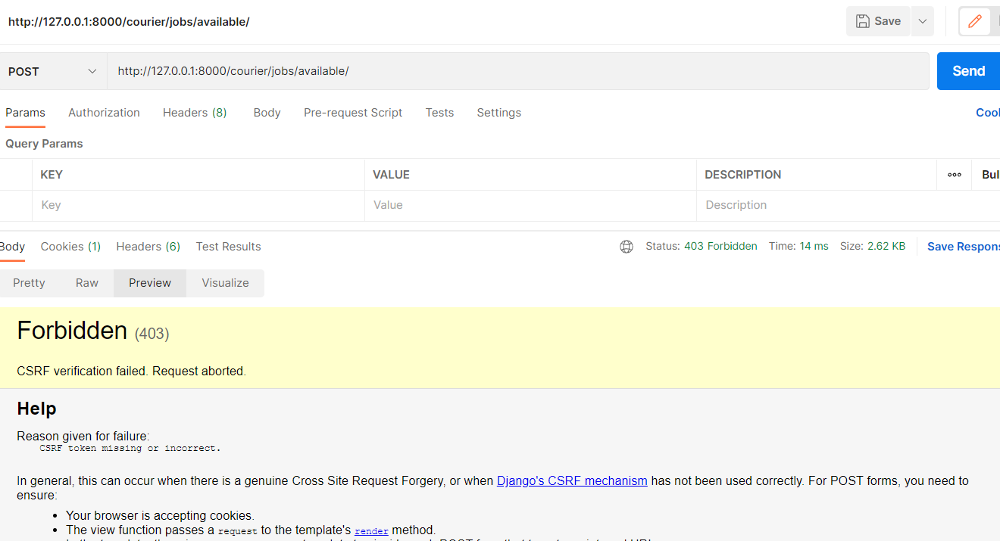 http://127.0.0.1:8000/courier/jobs/available/ Save
POST http://127.0.0.1:8000/courier/jobs/available/ Send
Params Authorization Headers (8) Body Pre-request Script Tests Settings Cool
Query Params
KEY VALUE DESCRIPTION ooo Bul
Key Value Description
Body Cookies (1) Headers (6) Test Results Status: 403 Forbidden Time: 14 ms Size: 2.62 KB Save Respons
Pretty Raw Preview Visualize
Forbidden (403)
CSRF verification failed. Request aborted.
Help
Reason given for failure:
CSRF token missing or incorrect.
In general, this can occur when there is a genuine Cross Site Request Forgery, or when Django's CSRF mechanism has not been used correctly. For POST forms, you need to
ensure:
• Your browser is accepting cookies.
• The view function passes a request to the template's render method.